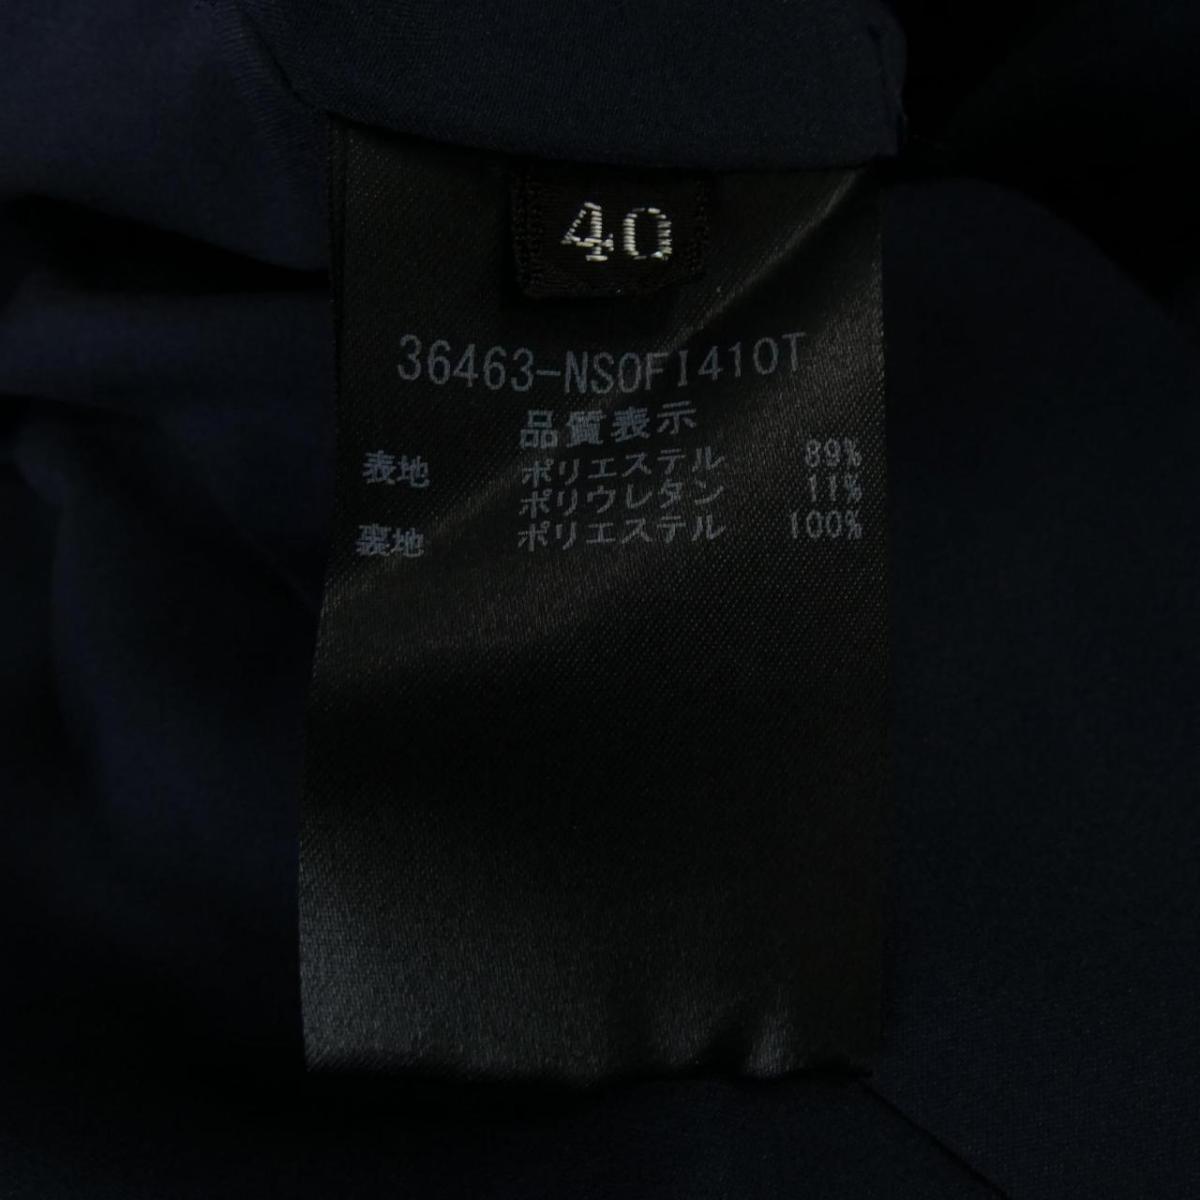 40
36463-NSOFI410T
品質表示
表地 ポリエステル 89%
ポリウレタン 11%
裏地 ポリエステル 100%